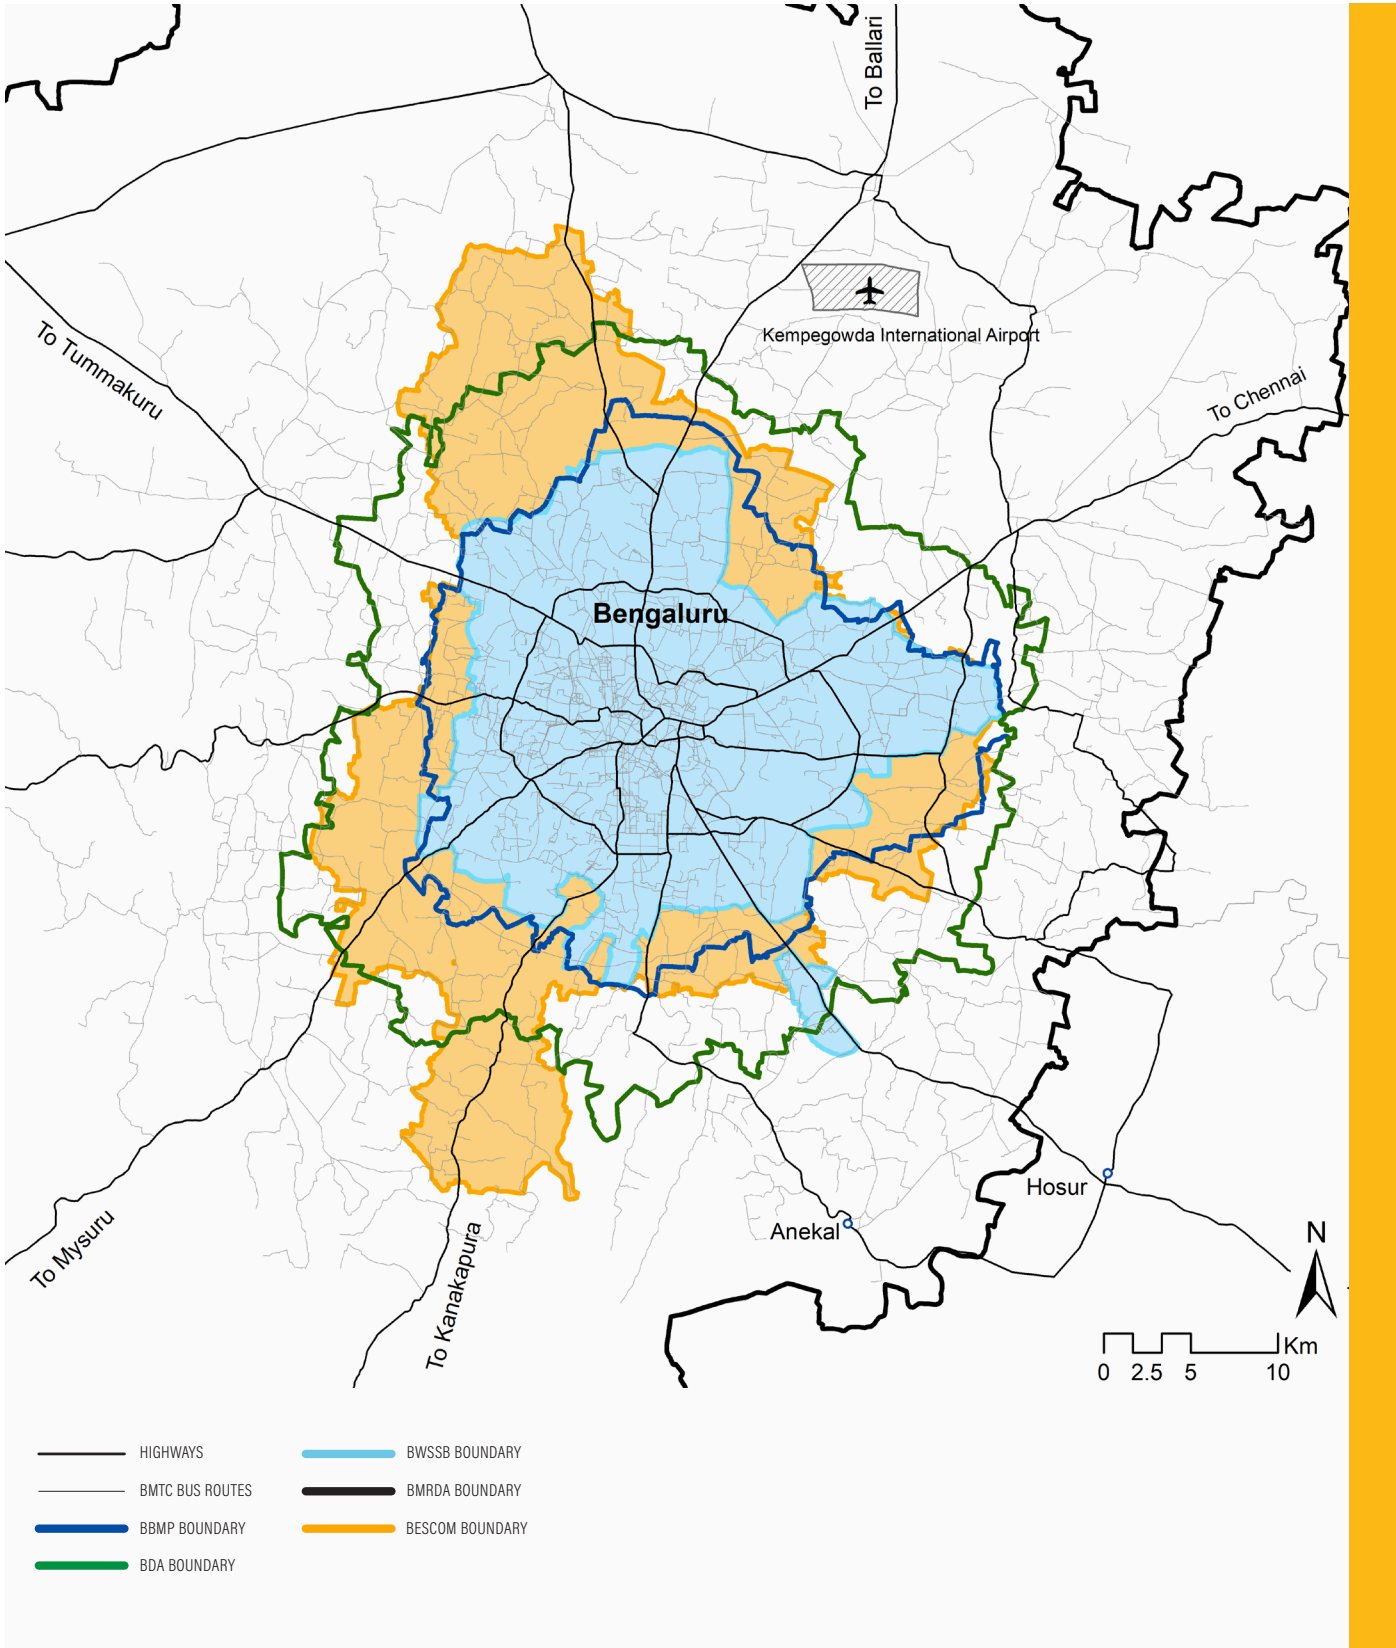 To Ballari
Kempegowda International Airport
To Tummakuru
To Chennai
Bengaluru
Hosur
Anekal
To Mysuru
To Kanakapura
N
Km
0 2.5 5 10
HIGHWAYS
BMTC BUS ROUTES
BBMP BOUNDARY
BDA BOUNDARY
BWSSB BOUNDARY
BMRDA BOUNDARY
BESCOM BOUNDARY